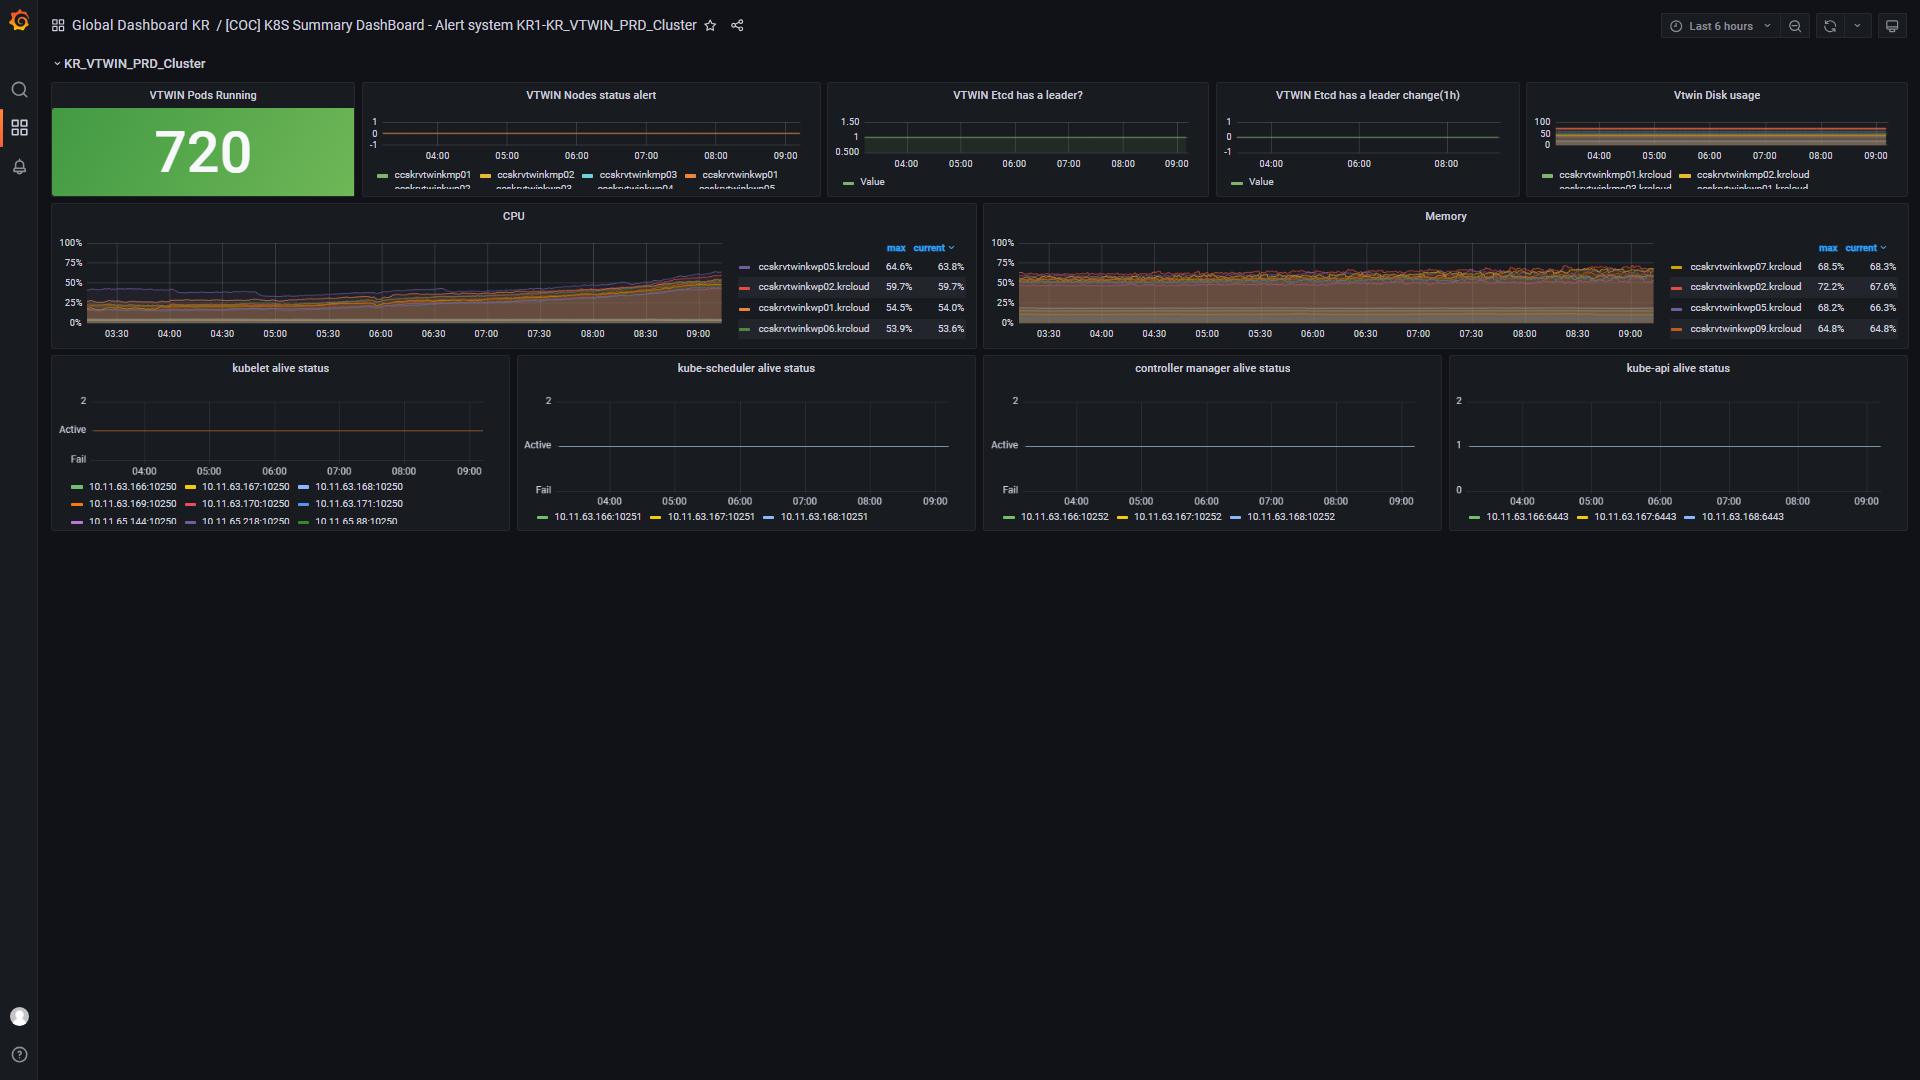 Global Dashboard KR / [COC] K8S Summary DashBoard - Alert system KR1-KR_VTWIN_PRD_Cluster
Last 6 hours
KR_VTWIN_PRD_Cluster
VTWIN Pods Running
720
VTWIN Nodes status alert
1
0
-1
04:00 05:00 06:00 07:00 08:00 09:00
ccskrvtwinkmp01 ccskrvtwinkmp02 ccskrvtwinkmp03 ccskrvtwinkwp01
ccskrvtwinkwp02 ccskrvtwinkwp03 ccskrvtwinkwp04 ccskrvtwinkwp05
VTWIN Etcd has a leader?
1.50
1
0.500
04:00 05:00 06:00 07:00 08:00 09:00
Value
VTWIN Etcd has a leader change(1h)
1
0
-1
04:00 06:00 08:00
Value
Vtwin Disk usage
100
50
0
04:00 05:00 06:00 07:00 08:00 09:00
ccskrvtwinkmp01.krcloud ccskrvtwinkmp02.krcloud
ccskrvtwinkmp03.krcloud ccskrvtwinkwp01.krcloud
CPU
100%
75%
50%
25%
0%
03:30 04:00 04:30 05:00 05:30 06:00 06:30 07:00 07:30 08:00 08:30 09:00
max current
ccskrvtwinkwp05.krcloud 64.6% 63.8%
ccskrvtwinkwp02.krcloud 59.7% 59.7%
ccskrvtwinkwp01.krcloud 54.5% 54.0%
ccskrvtwinkwp06.krcloud 53.9% 53.6%
Memory
100%
75%
50%
25%
0%
03:30 04:00 04:30 05:00 05:30 06:00 06:30 07:00 07:30 08:00 08:30 09:00
max current
ccskrvtwinkwp07.krcloud 68.5% 68.3%
ccskrvtwinkwp02.krcloud 72.2% 67.6%
ccskrvtwinkwp05.krcloud 68.2% 66.3%
ccskrvtwinkwp09.krcloud 64.8% 64.8%
kubelet alive status
2
Active
Fail
04:00 05:00 06:00 07:00 08:00 09:00
10.11.63.166:10250 10.11.63.167:10250 10.11.63.168:10250
10.11.63.169:10250 10.11.63.170:10250 10.11.63.171:10250
10.11.65.144:10250 10.11.65.218:10250 10.11.65.88:10250
kube-scheduler alive status
2
Active
Fail
04:00 05:00 06:00 07:00 08:00 09:00
10.11.63.166:10251 10.11.63.167:10251 10.11.63.168:10251
controller manager alive status
2
Active
Fail
04:00 05:00 06:00 07:00 08:00 09:00
10.11.63.166:10252 10.11.63.167:10252 10.11.63.168:10252
kube-api alive status
2
1
0
04:00 05:00 06:00 07:00 08:00 09:00
10.11.63.166:6443 10.11.63.167:6443 10.11.63.168:6443